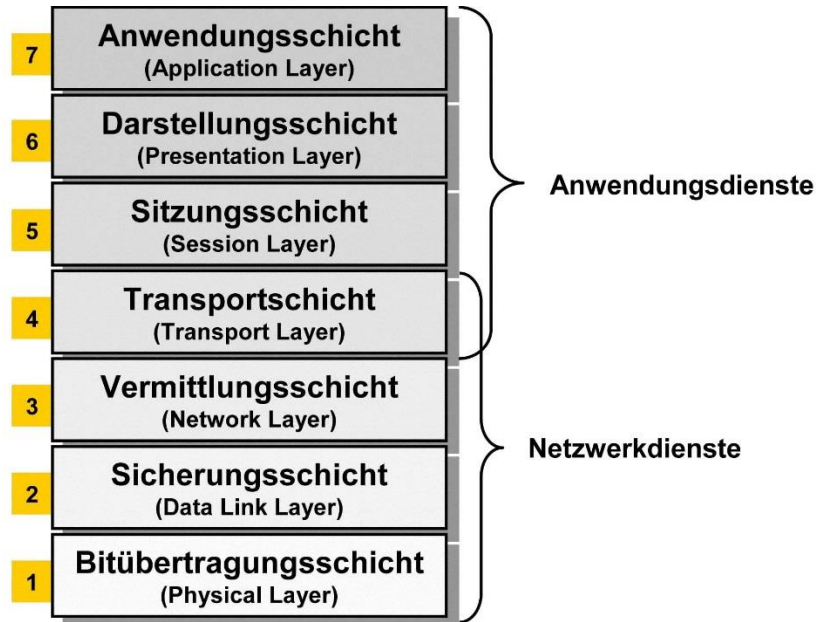 7
Anwendungsschicht
(Application Layer)
6
Darstellungsschicht
(Presentation Layer)
Anwendungsdienste
5
Sitzungsschicht
(Session Layer)
4
Transportschicht
(Transport Layer)
3
Vermittlungsschicht
(Network Layer)
Netzwerkdienste
2
Sicherungsschicht
(Data Link Layer)
1
Bitübertragungsschicht
(Physical Layer)